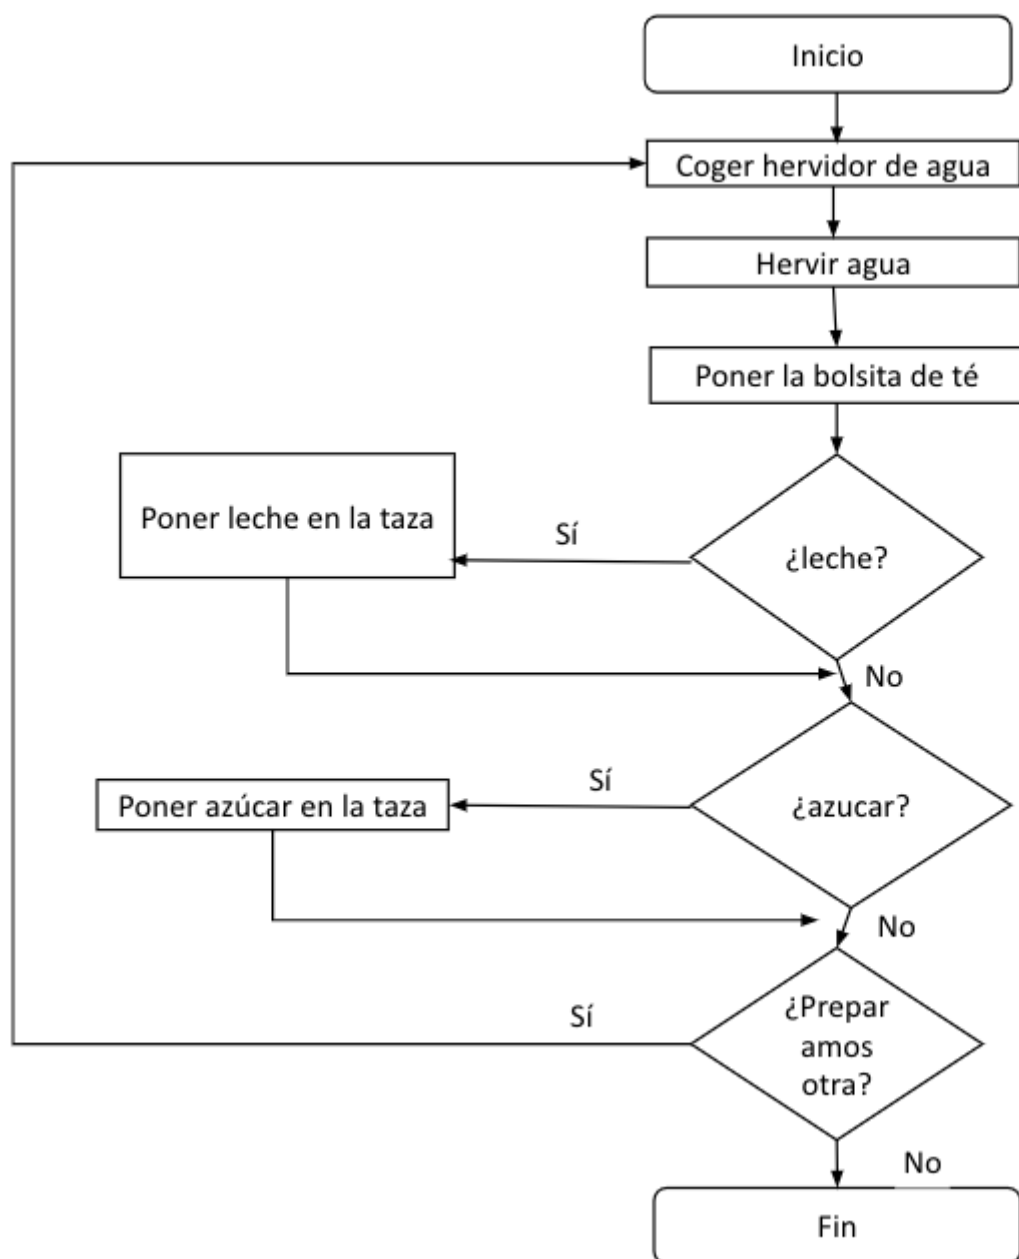 Inicio
Coger hervidor de agua
Hervir agua
Poner la bolsita de té
Poner leche en la taza
Sí
¿leche?
No
Poner azúcar en la taza
Sí
¿azucar?
No
Sí
¿Prepar
amos
otra?
No
Fin